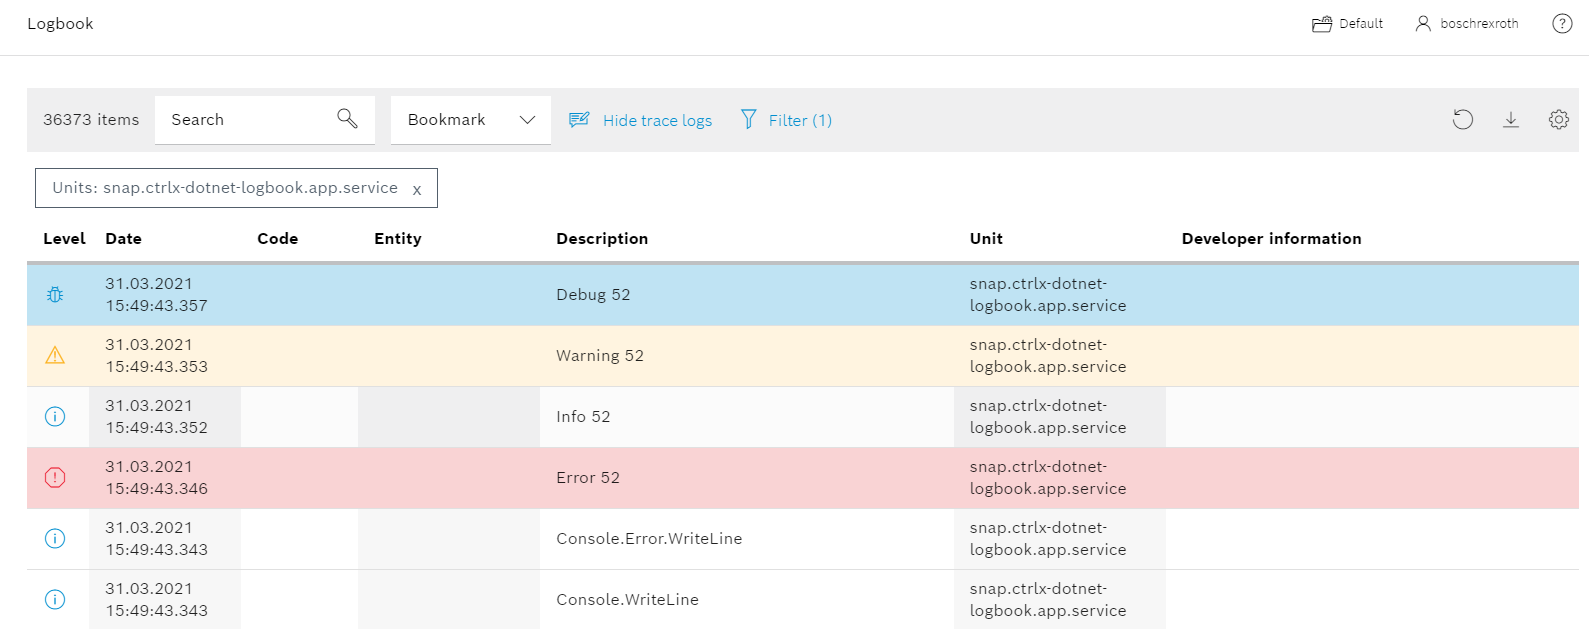 Logbook
Default
boschrexroth
?
36373 items
Search
Bookmark
Hide trace logs
Filter (1)
Units: snap.ctrlx-dotnet-logbook.app.service x
Level Date Code Entity Description Unit Developer information
31.03.2021
15:49:43.357
Debug 52
snap.ctrlx-dotnet-
logbook.app.service
31.03.2021
15:49:43.353
Warning 52
snap.ctrlx-dotnet-
logbook.app.service
31.03.2021
15:49:43.352
Info 52
snap.ctrlx-dotnet-
logbook.app.service
31.03.2021
15:49:43.346
Error 52
snap.ctrlx-dotnet-
logbook.app.service
31.03.2021
15:49:43.343
Console.Error.WriteLine
snap.ctrlx-dotnet-
logbook.app.service
31.03.2021
15:49:43.343
Console.WriteLine
snap.ctrlx-dotnet-
logbook.app.service